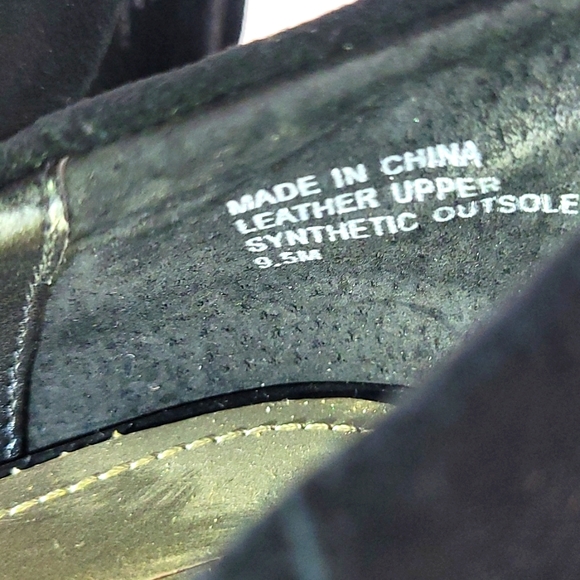 MADE IN CHINA
LEATHER UPPER
SYNTHETIC OUTSOLE
9.5M